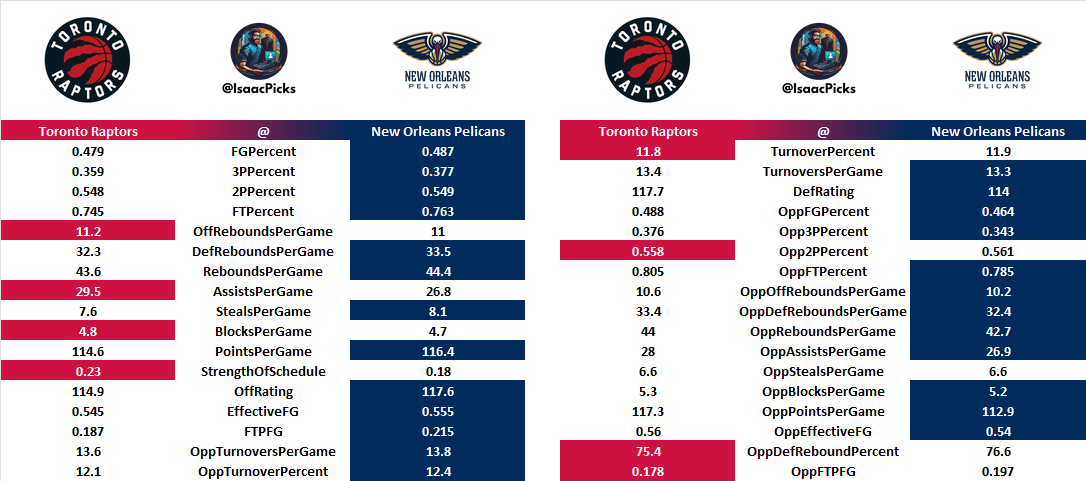 TORONTO
RAPTORS
@IsaacPicks
NEW ORLEANS
PELICANS
Toronto Raptors @ New Orleans Pelicans
0.479 FGPercent 0.487
0.359 3PPercent 0.377
0.548 2PPercent 0.549
0.745 FTPercent 0.763
11.2 OffReboundsPerGame 11
32.3 DefReboundsPerGame 33.5
43.6 ReboundsPerGame 44.4
29.5 AssistsPerGame 26.8
7.6 StealsPerGame 8.1
4.8 BlocksPerGame 4.7
114.6 PointsPerGame 116.4
0.23 StrengthOfSchedule 0.18
114.9 OffRating 117.6
0.545 EffectiveFG 0.555
0.187 FTPFG 0.215
13.6 OppTurnoversPerGame 13.8
12.1 OppTurnoverPercent 12.4
TORONTO
RAPTORS
@IsaacPicks
NEW ORLEANS
PELICANS
Toronto Raptors @ New Orleans Pelicans
11.8 TurnoverPercent 11.9
13.4 TurnoversPerGame 13.3
117.7 DefRating 114
0.488 OppFGPercent 0.464
0.376 Opp3PPercent 0.343
0.558 Opp2PPercent 0.561
0.805 OppFTPercent 0.785
10.6 OppOffReboundsPerGame 10.2
33.4 OppDefReboundsPerGame 32.4
44 OppReboundsPerGame 42.7
28 OppAssistsPerGame 26.9
6.6 OppStealsPerGame 6.6
5.3 OppBlocksPerGame 5.2
117.3 OppPointsPerGame 112.9
0.56 OppEffectiveFG 0.54
75.4 OppDefReboundPercent 76.6
0.178 OppFTPFG 0.197